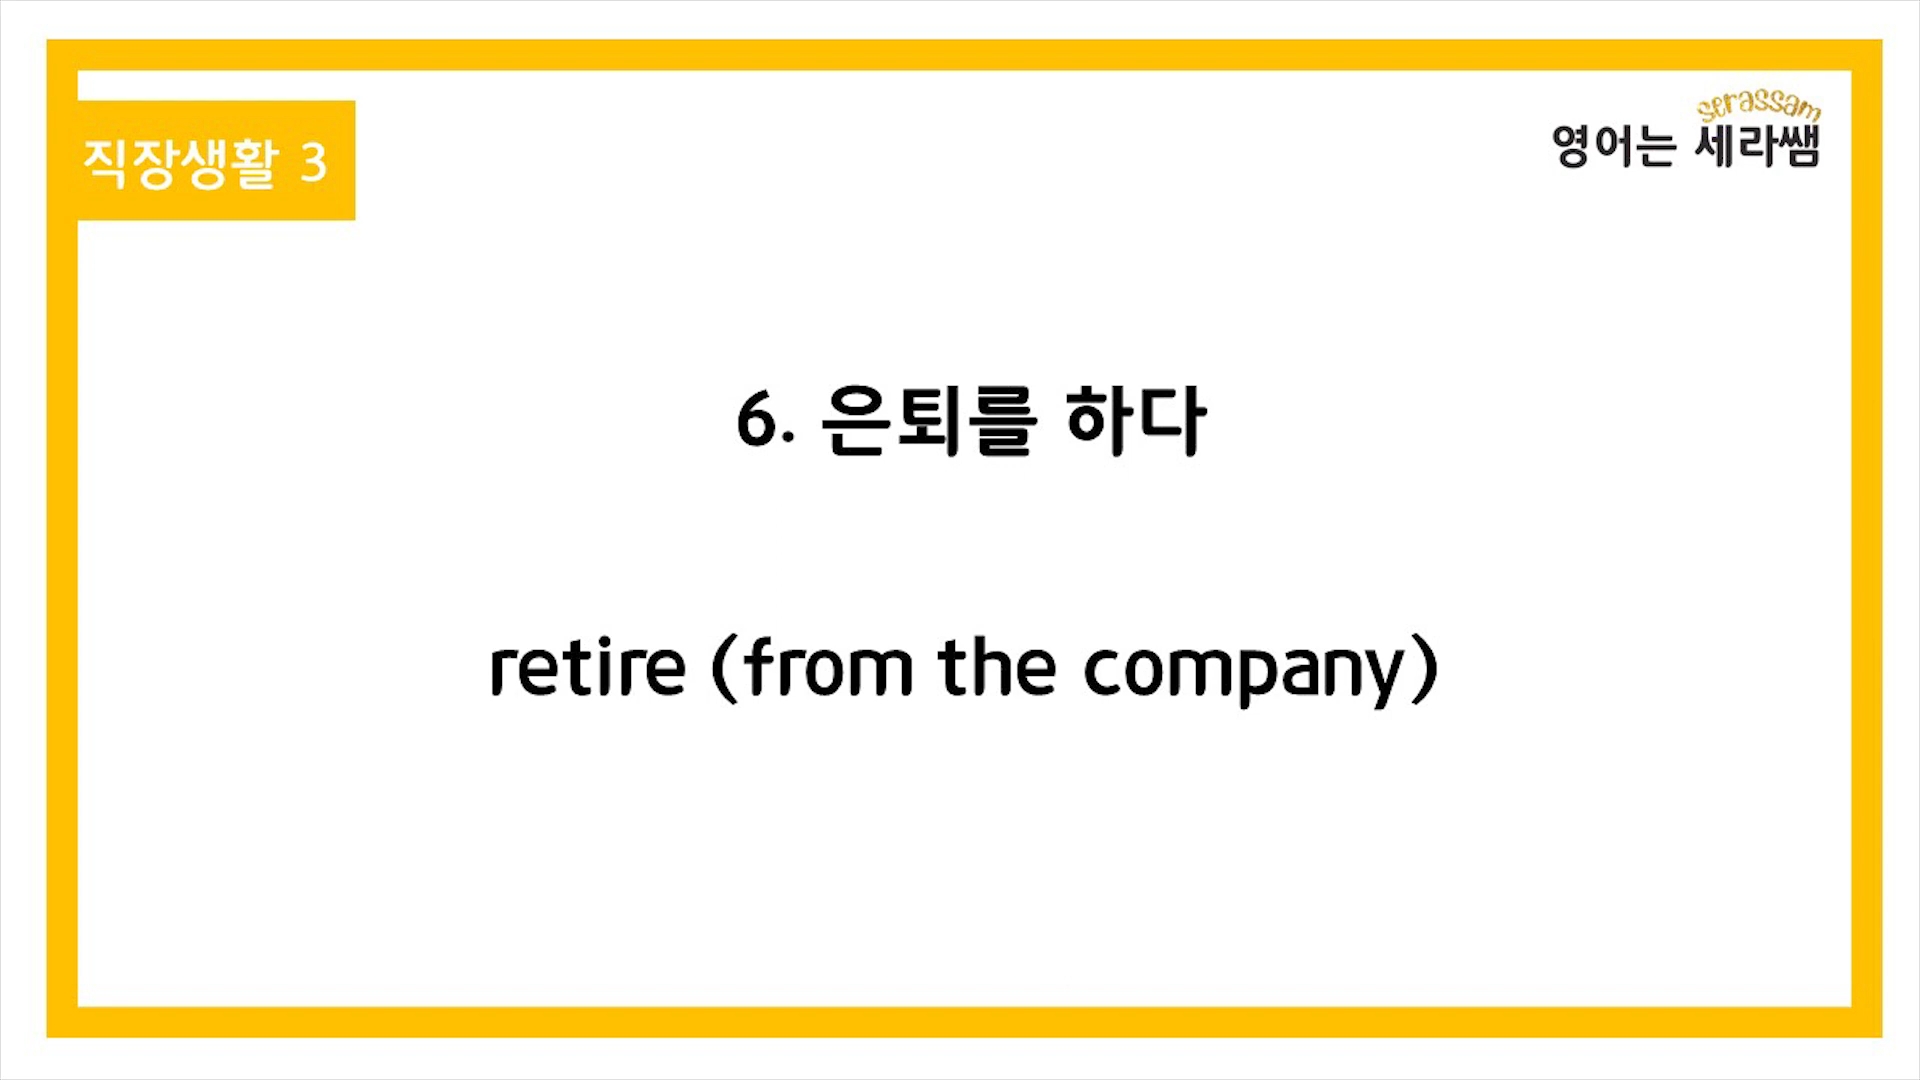 직장생활 3
serassam
영어는 세라쌤
6. 은퇴를 하다
retire (from the company)